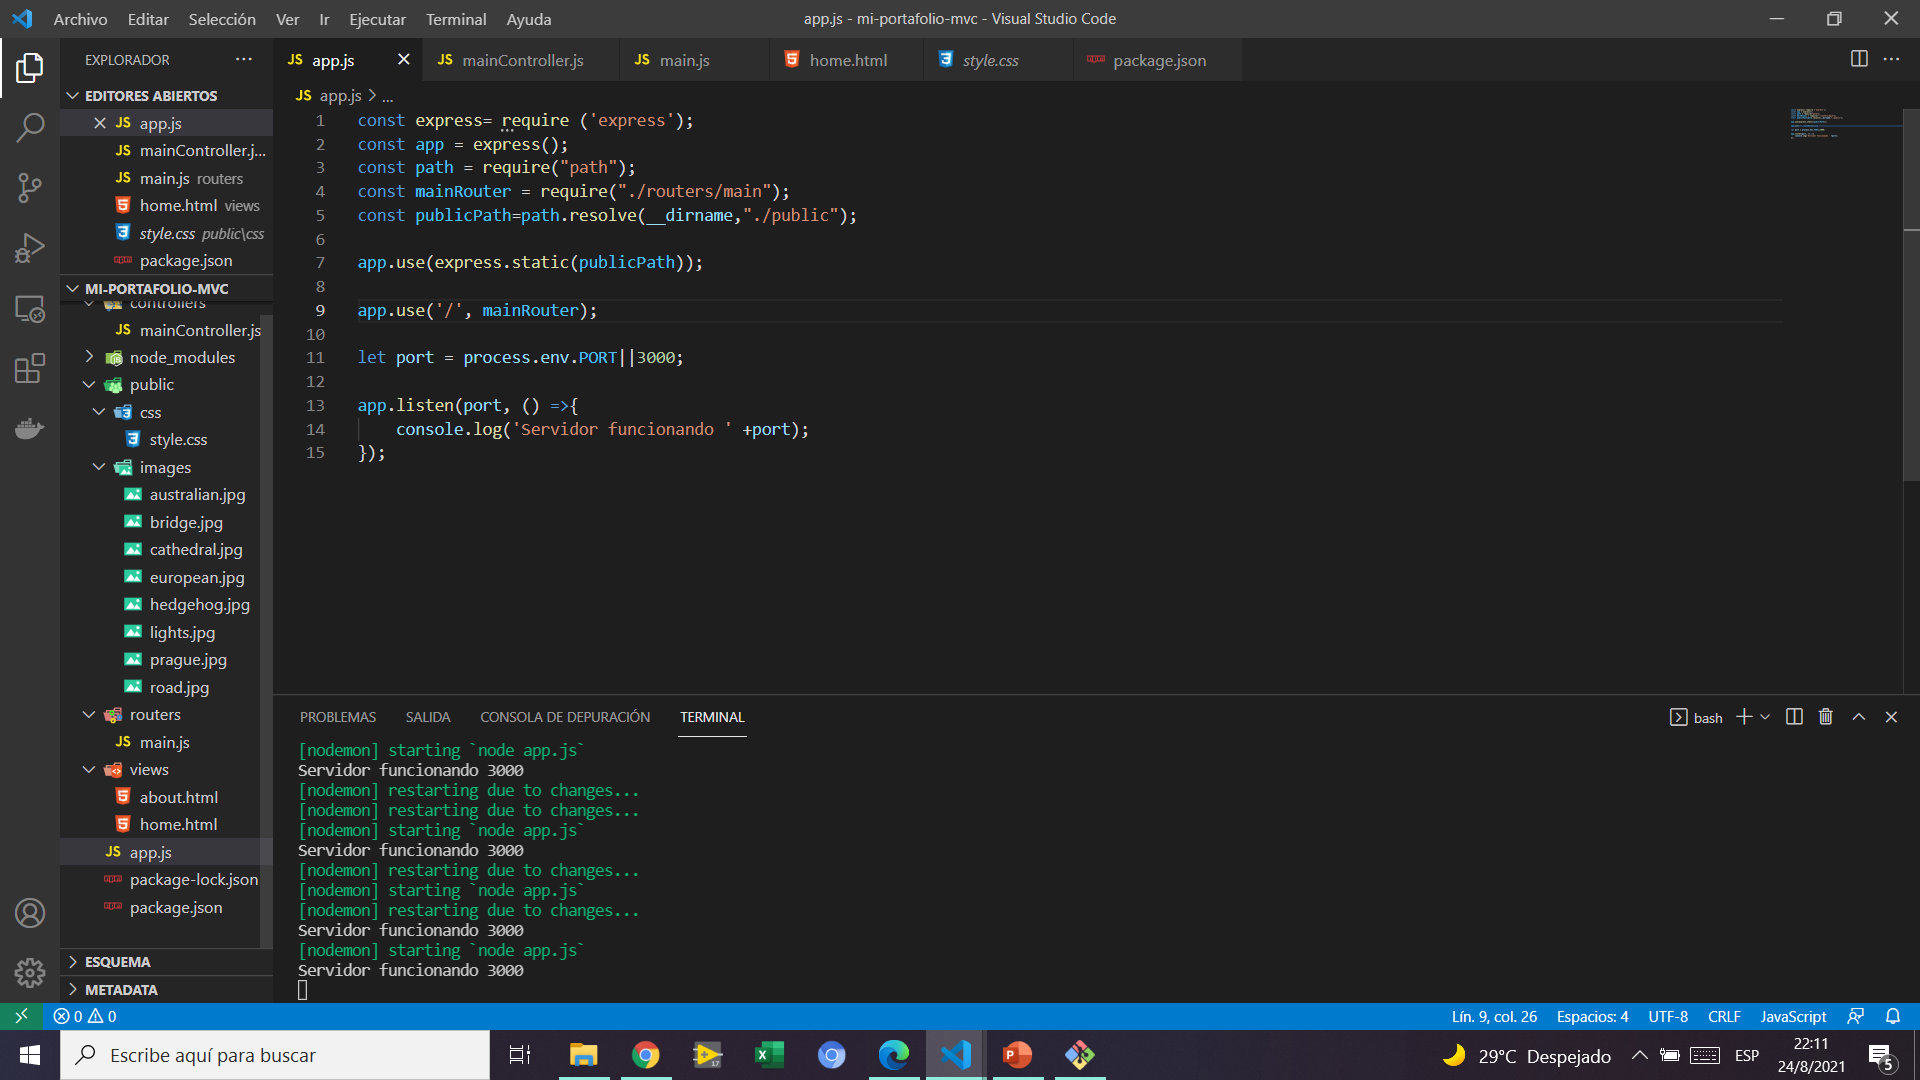 Archivo Editar Selección Ver Ir Ejecutar Terminal Ayuda
app.js - mi-portafolio-mvc - Visual Studio Code
EXPLORADOR
EDITORES ABIERTOS
JS app.js
JS mainController.j...
JS main.js routers
home.html views
style.css public\css
package.json
MI-PORTAFOLIO-MVC
controllers
JS mainController.js
node_modules
public
css
style.css
images
australian.jpg
bridge.jpg
cathedral.jpg
european.jpg
hedgehog.jpg
lights.jpg
prague.jpg
road.jpg
routers
JS main.js
views
about.html
home.html
JS app.js
package-lock.json
package.json
ESQUEMA
METADATA
JS app.js
JS mainController.js
JS main.js
home.html
style.css
package.json
JS app.js > ...
1 const express= require ('express');
2 const app = express();
3 const path = require("path");
4 const mainRouter = require("./routers/main");
5 const publicPath=path.resolve(__dirname,"./public");
6
7 app.use(express.static(publicPath));
8
9 app.use('/', mainRouter);
10
11 let port = process.env.PORT||3000;
12
13 app.listen(port, () =>{
14 console.log('Servidor funcionando ' +port);
15 });
PROBLEMAS SALIDA CONSOLA DE DEPURACIÓN TERMINAL
bash
[nodemon] starting `node app.js`
Servidor funcionando 3000
[nodemon] restarting due to changes...
[nodemon] restarting due to changes...
[nodemon] starting `node app.js`
Servidor funcionando 3000
[nodemon] restarting due to changes...
[nodemon] starting `node app.js`
[nodemon] restarting due to changes...
Servidor funcionando 3000
[nodemon] starting `node app.js`
Servidor funcionando 3000
0 0
Lín. 9, col. 26 Espacios: 4 UTF-8 CRLF JavaScript
Escribe aquí para buscar
29°C Despejado
ESP
22:11
24/8/2021
5